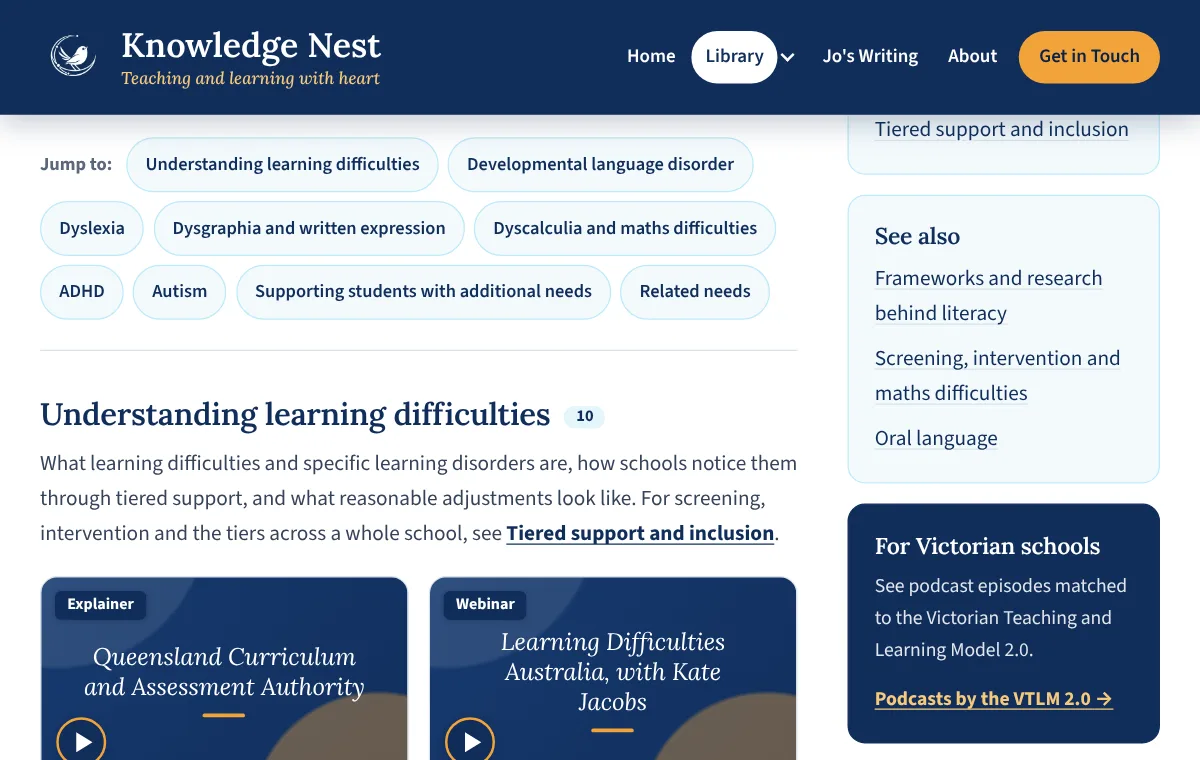 Knowledge Nest
Teaching and learning with heart
Home
Library
Jo's Writing
About
Get in Touch
Jump to:
Understanding learning difficulties
Developmental language disorder
Dyslexia
Dysgraphia and written expression
Dyscalculia and maths difficulties
ADHD
Autism
Supporting students with additional needs
Related needs
Understanding learning difficulties 10
What learning difficulties and specific learning disorders are, how schools notice them
through tiered support, and what reasonable adjustments look like. For screening,
intervention and the tiers across a whole school, see Tiered support and inclusion.
Explainer
Queensland Curriculum
and Assessment Authority
Webinar
Learning Difficulties
Australia, with Kate
Jacobs
Tiered support and inclusion
See also
Frameworks and research
behind literacy
Screening, intervention and
maths difficulties
Oral language
For Victorian schools
See podcast episodes matched
to the Victorian Teaching and
Learning Model 2.0.
Podcasts by the VTLM 2.0 →